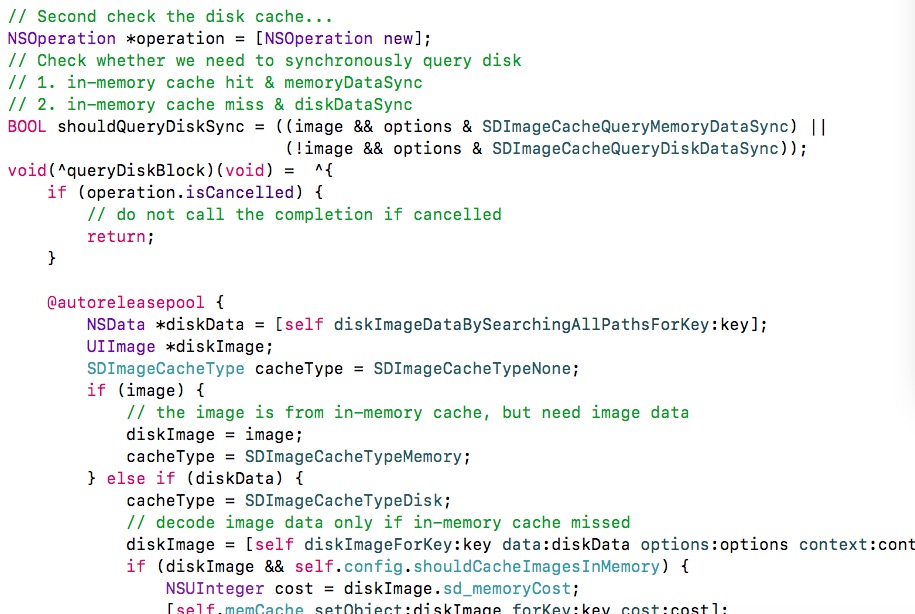 // Second check the disk cache...
NSOperation *operation = [NSOperation new];
// Check whether we need to synchronously query disk
// 1. in-memory cache hit & memoryDataSync
// 2. in-memory cache miss & diskDataSync
BOOL shouldQueryDiskSync = ((image && options & SDImageCacheQueryMemoryDataSync) ||
                            (!image && options & SDImageCacheQueryDiskDataSync));
void(^queryDiskBlock)(void) =  ^{
    if (operation.isCancelled) {
        // do not call the completion if cancelled
        return;
    }

    @autoreleasepool {
        NSData *diskData = [self diskImageDataBySearchingAllPathsForKey:key];
        UIImage *diskImage;
        SDImageCacheType cacheType = SDImageCacheTypeNone;
        if (image) {
            // the image is from in-memory cache, but need image data
            diskImage = image;
            cacheType = SDImageCacheTypeMemory;
        } else if (diskData) {
            cacheType = SDImageCacheTypeDisk;
            // decode image data only if in-memory cache missed
            diskImage = [self diskImageForKey:key data:diskData options:options context:cont
            if (diskImage && self.config.shouldCacheImagesInMemory) {
                NSUInteger cost = diskImage.sd_memoryCost;
                [self.memCache setObject:diskImage forKey:key cost:cost];